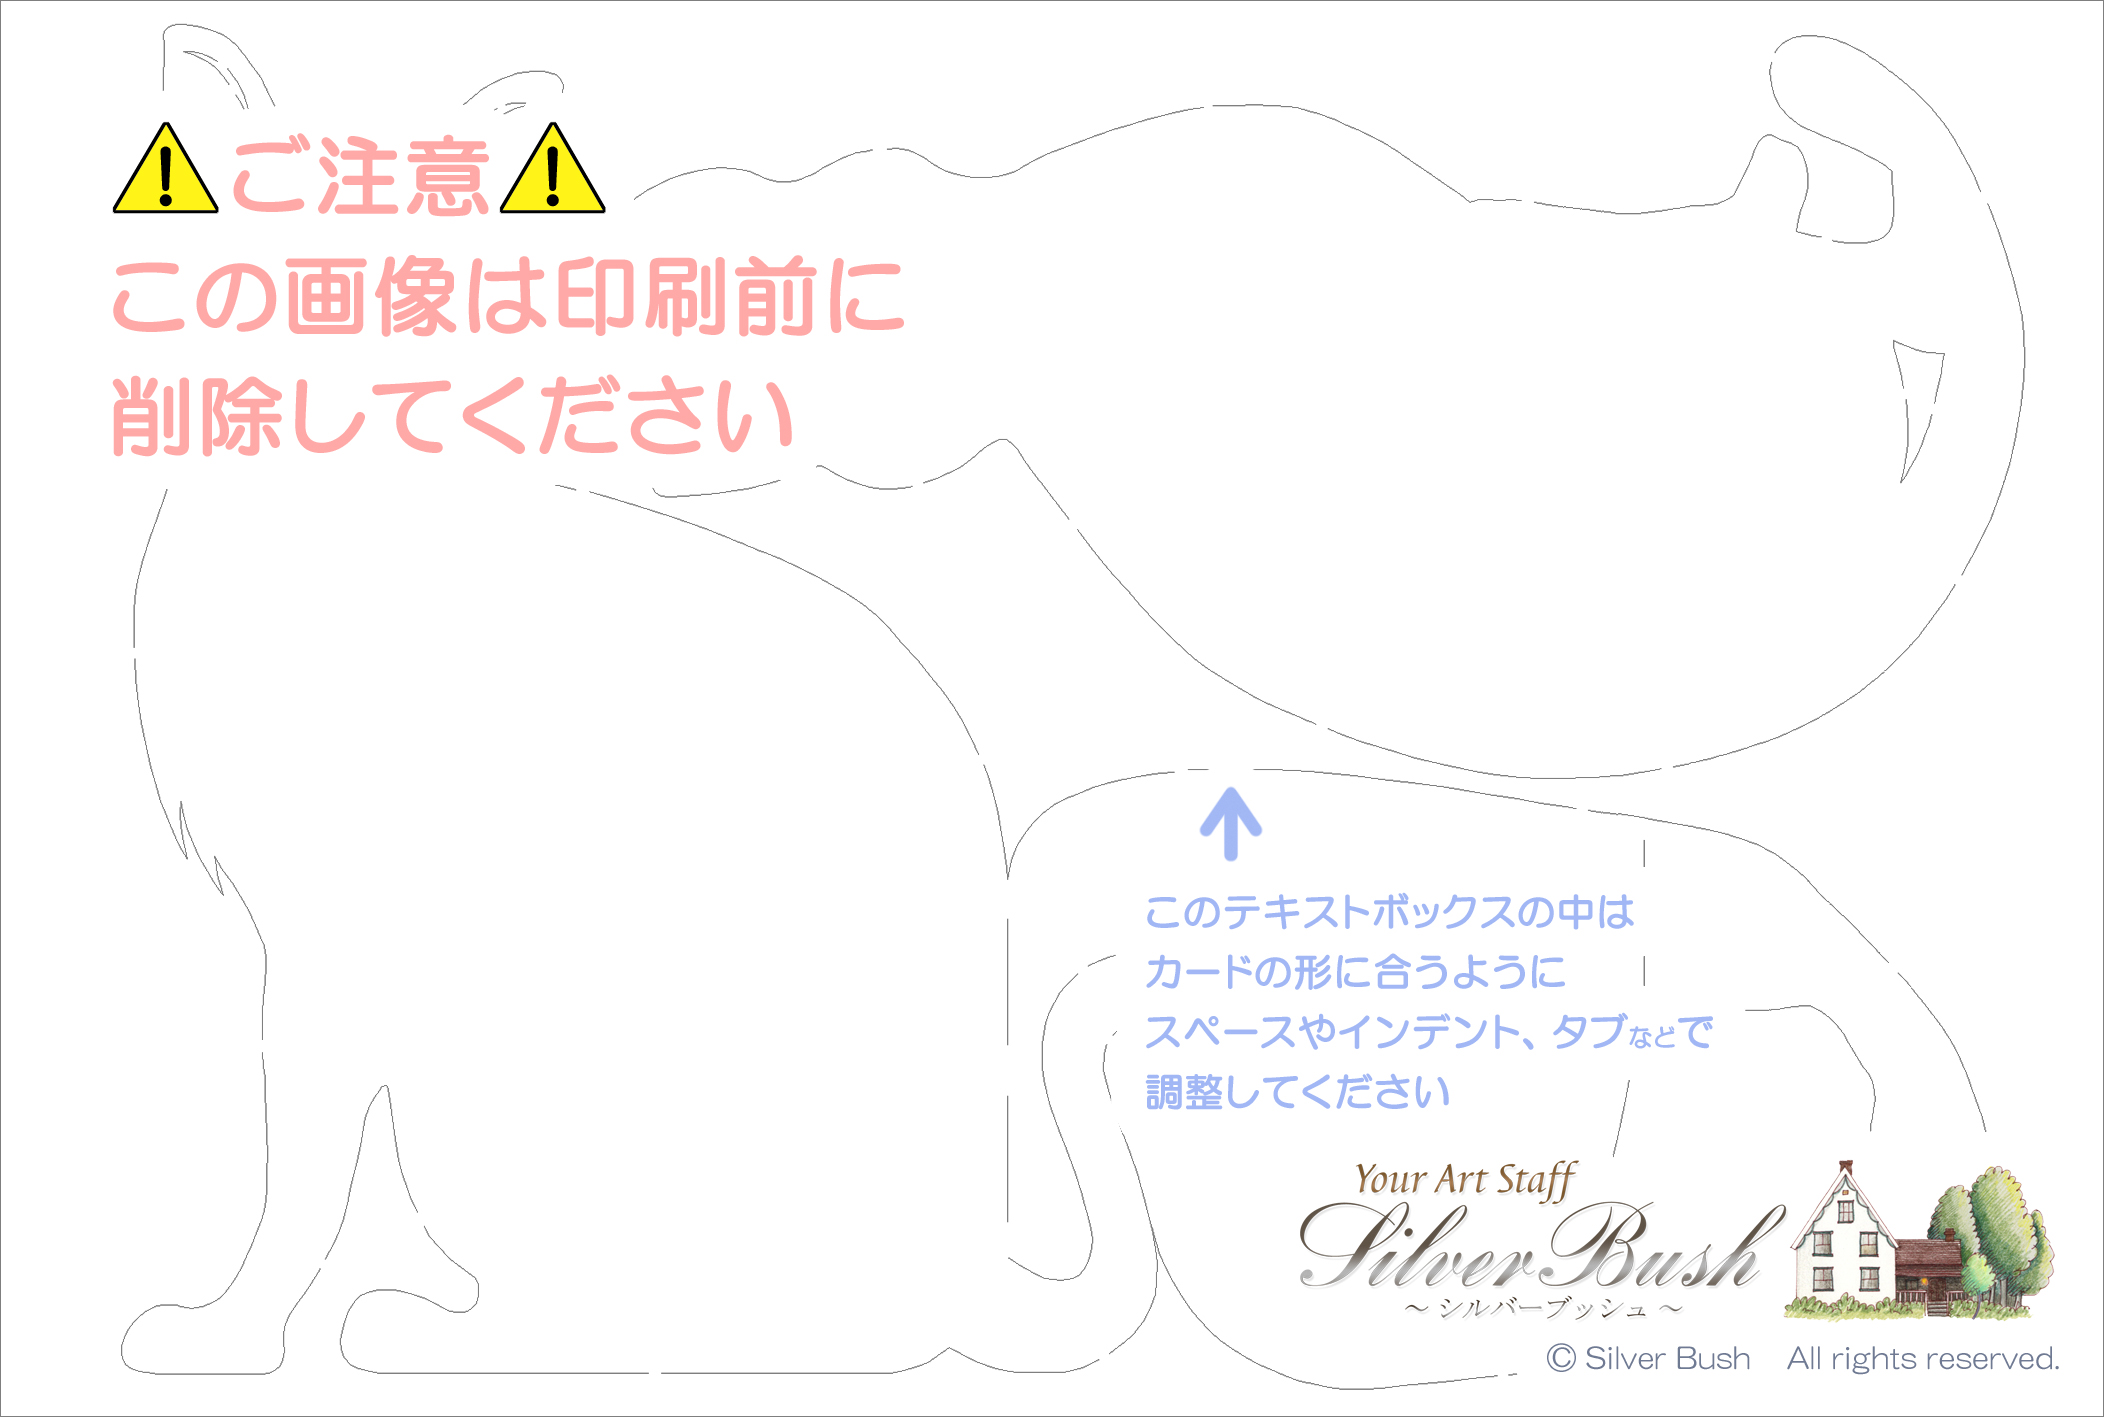 ご注意
この画像は印刷前に
削除してください
このテキストボックスの中は
カードの形に合うように
スペースやインデント、タブなどで
調整してください
Your Art Staff
Silver Bush
～ シルバーブッシュ ～
© Silver Bush All rights reserved.